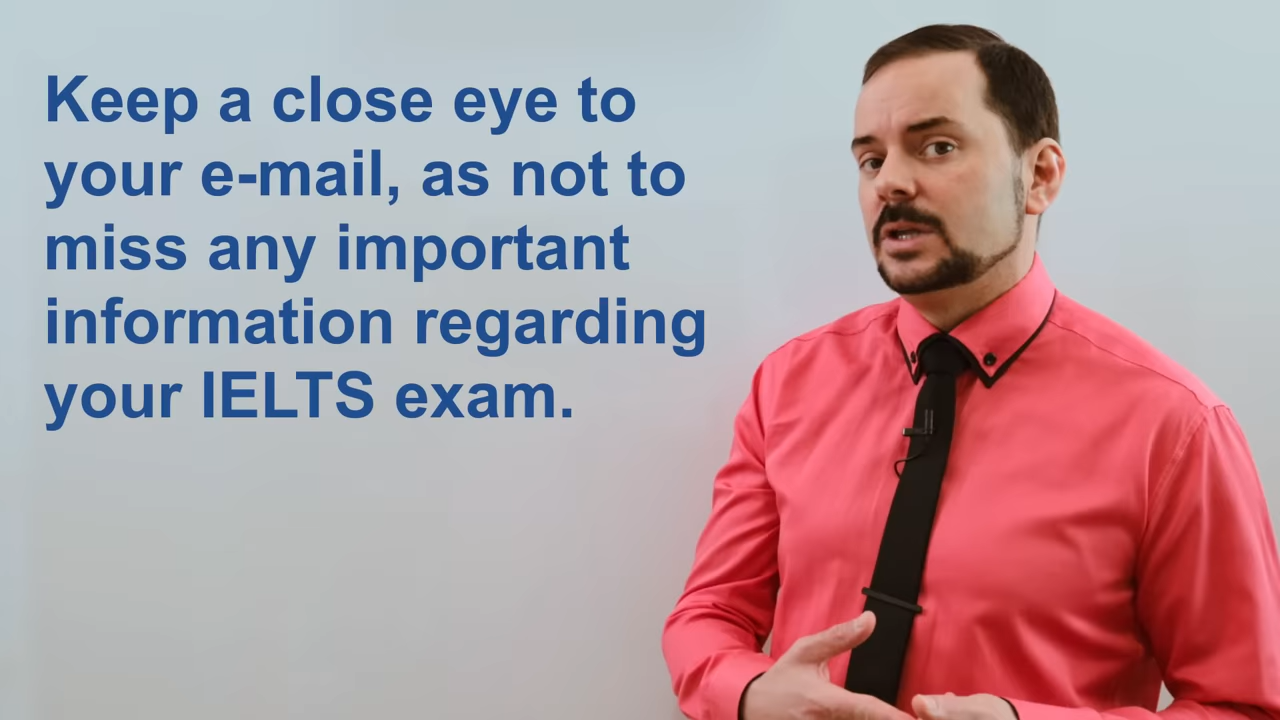 Keep a close eye to
your e-mail, as not to
miss any important
information regarding
your IELTS exam.